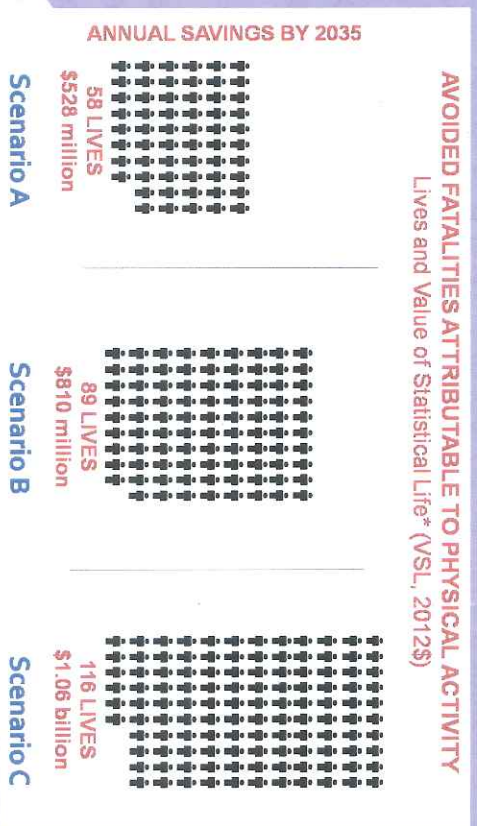 AVOIDED FATALITIES ATTRIBUTABLE TO PHYSICAL ACTIVITY
Lives and Value of Statistical Life* (VSL, 2012$)
ANNUAL SAVINGS BY 2035
58 LIVES
$528 million
Scenario A
89 LIVES
$810 million
Scenario B
116 LIVES
$1.06 billion
Scenario C